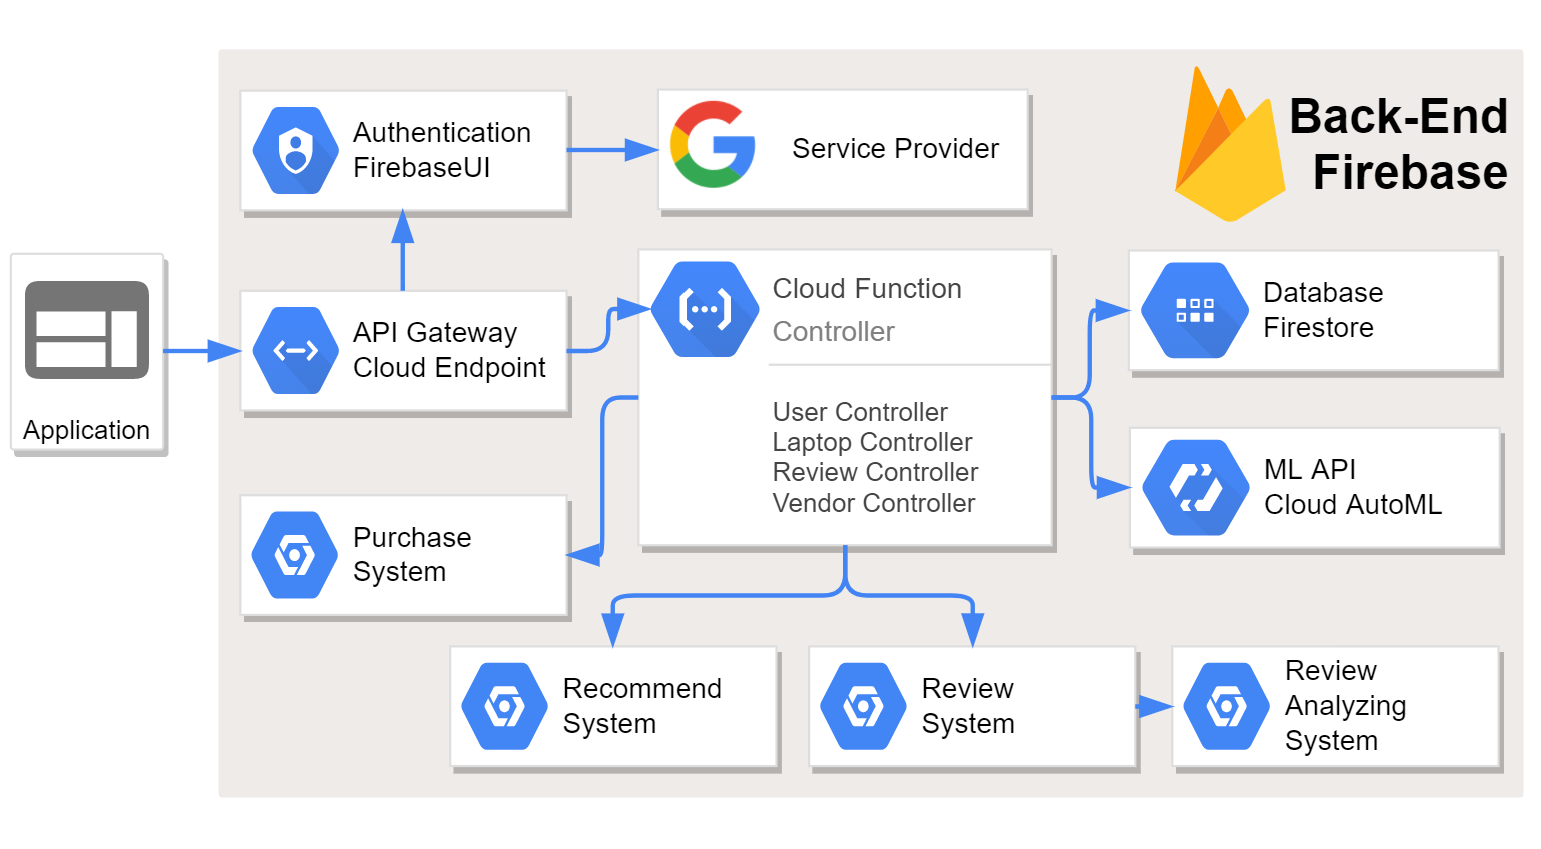 Back-End
Firebase
Authentication
FirebaseUI
Service Provider
Application
API Gateway
Cloud Endpoint
Cloud Function
Controller
User Controller
Laptop Controller
Review Controller
Vendor Controller
Database
Firestore
ML API
Cloud AutoML
Purchase
System
Recommend
System
Review
System
Review
Analyzing
System